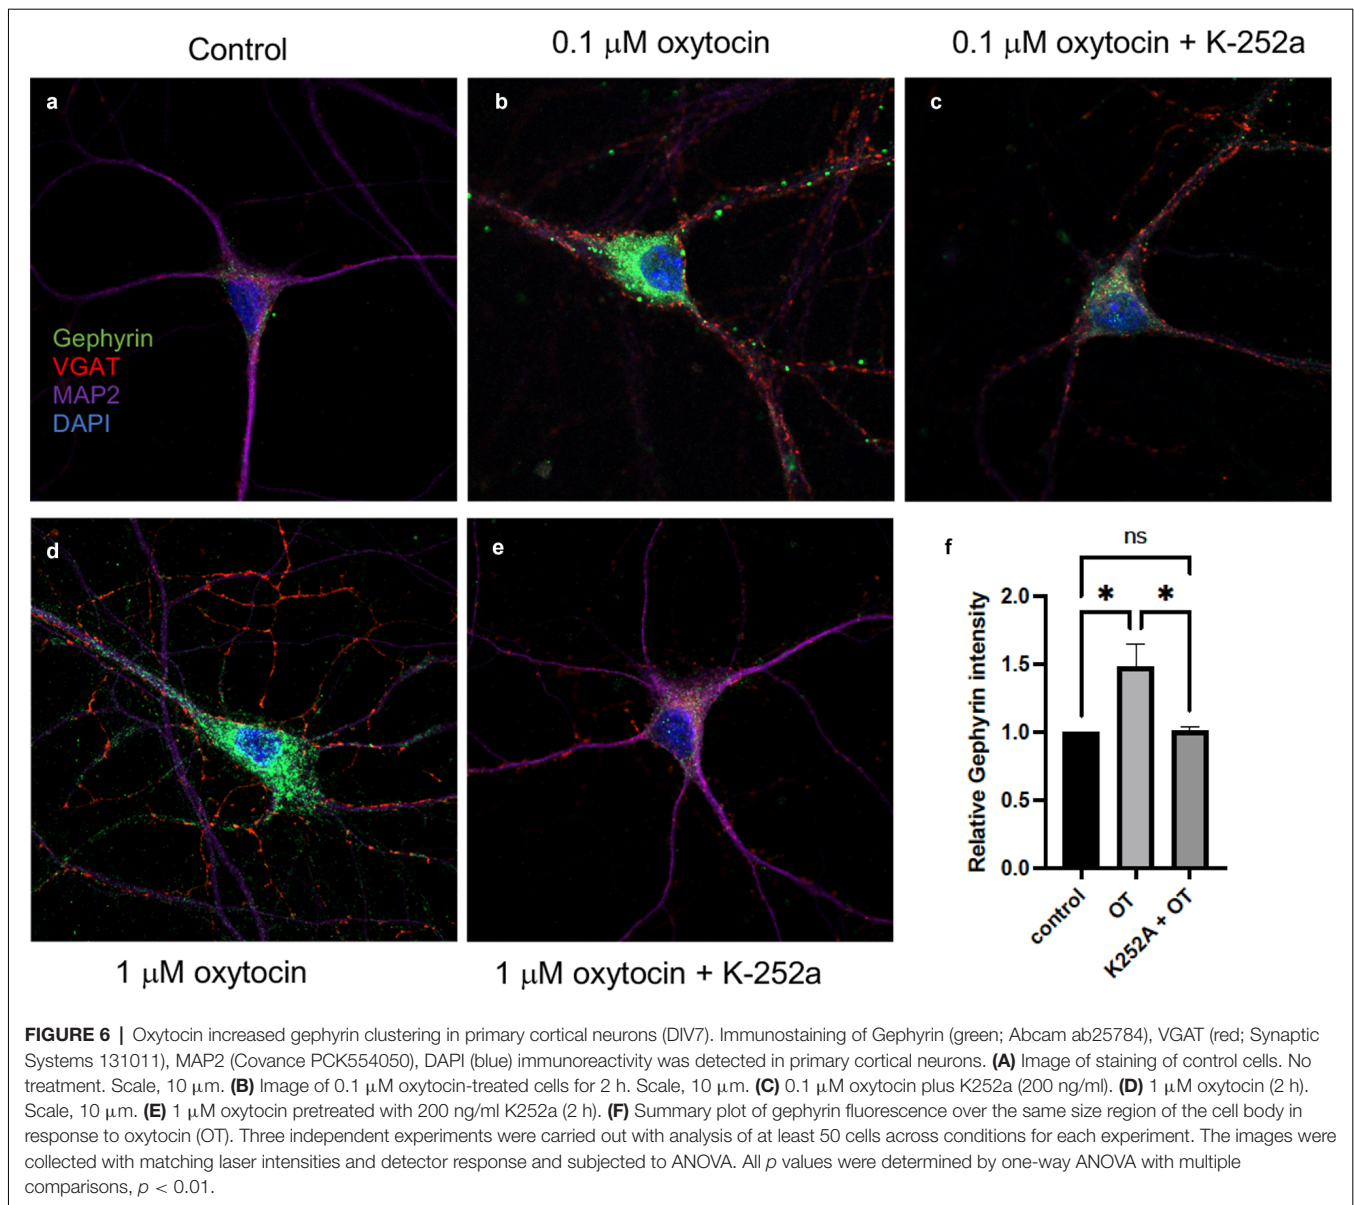 Control
0.1 μM oxytocin
0.1 μM oxytocin + K-252a
a
b
c
Gephyrin
VGAT
MAP2
DAPI
d
e
f
ns
* *
Relative Gephyrin intensity
2.0
1.5
1.0
0.5
0.0
control
OT
K252A + OT
1 μM oxytocin
1 μM oxytocin + K-252a
FIGURE 6 | Oxytocin increased gephyrin clustering in primary cortical neurons (DIV7). Immunostaining of Gephyrin (green; Abcam ab25784), VGAT (red; Synaptic
Systems 131011), MAP2 (Covance PCK554050), DAPI (blue) immunoreactivity was detected in primary cortical neurons. (A) Image of staining of control cells. No
treatment. Scale, 10 μm. (B) Image of 0.1 μM oxytocin-treated cells for 2 h. Scale, 10 μm. (C) 0.1 μM oxytocin plus K252a (200 ng/ml). (D) 1 μM oxytocin (2 h).
Scale, 10 μm. (E) 1 μM oxytocin pretreated with 200 ng/ml K252a (2 h). (F) Summary plot of gephyrin fluorescence over the same size region of the cell body in
response to oxytocin (OT). Three independent experiments were carried out with analysis of at least 50 cells across conditions for each experiment. The images were
collected with matching laser intensities and detector response and subjected to ANOVA. All p values were determined by one-way ANOVA with multiple
comparisons, p < 0.01.